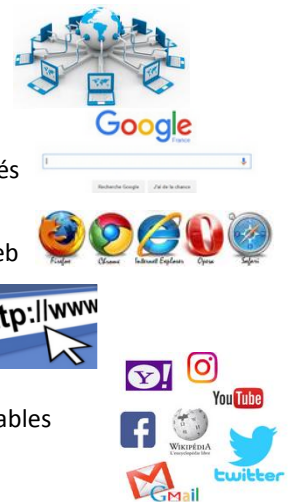 Google
France
és
Recherche Google
J'ai de la chance
eb
Firefox
Chrome
Internet Explorer
Opera
Safari
tp://www
You Tube
ables
WIKIPÉDIA
L'encyclopédie libre
twitter
GMail